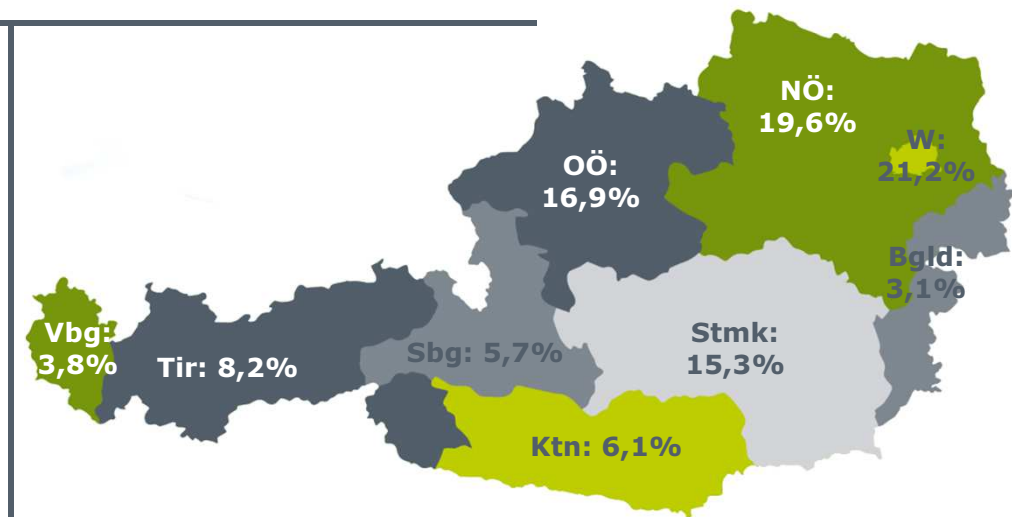 NÖ:
19,6%
W:
21,2%
OÖ:
16,9%
Bgld:
3,1%
Vbg:
3,8%
Tir: 8,2%
Sbg: 5,7%
Stmk:
15,3%
Ktn: 6,1%